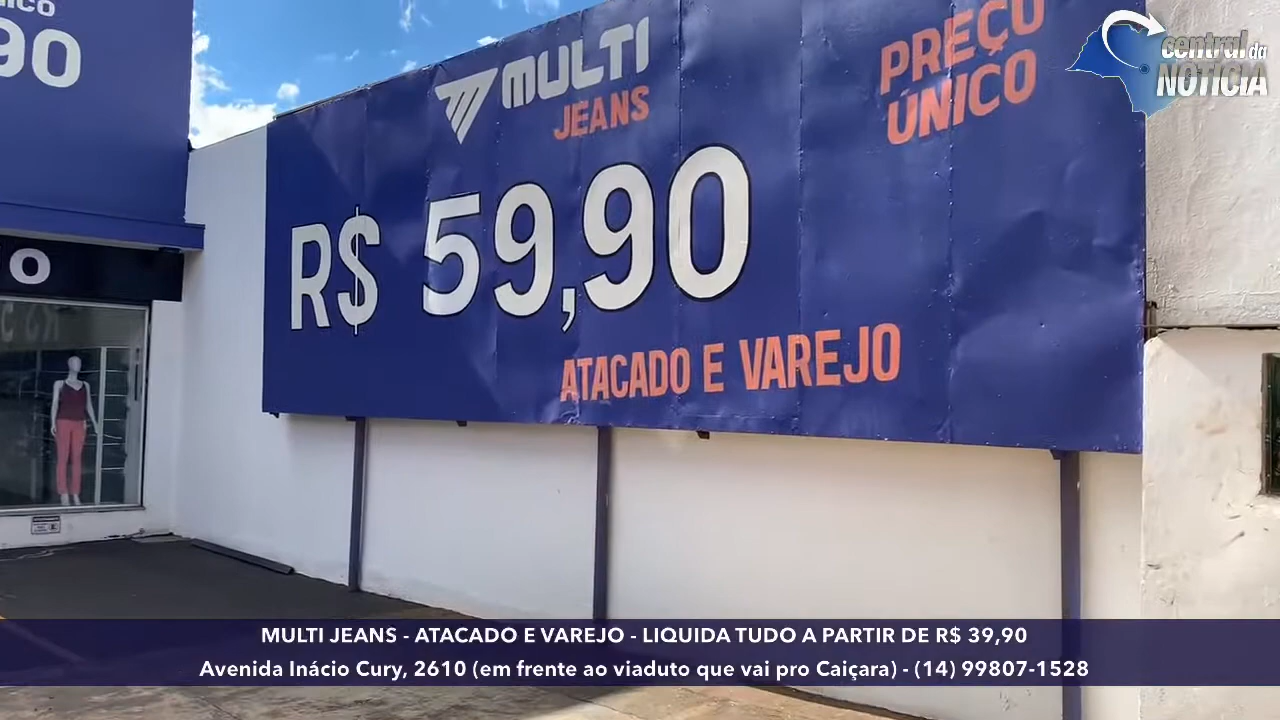 90
MULTI
JEANS
PREÇO
ÚNICO
R$ 59,90
ATACADO E VAREJO
central da
NOTÍCIA
MULTI JEANS - ATACADO E VAREJO - LIQUIDA TUDO A PARTIR DE R$ 39,90
Avenida Inácio Cury, 2610 (em frente ao viaduto que vai pro Caiçara) - (14) 99807-1528